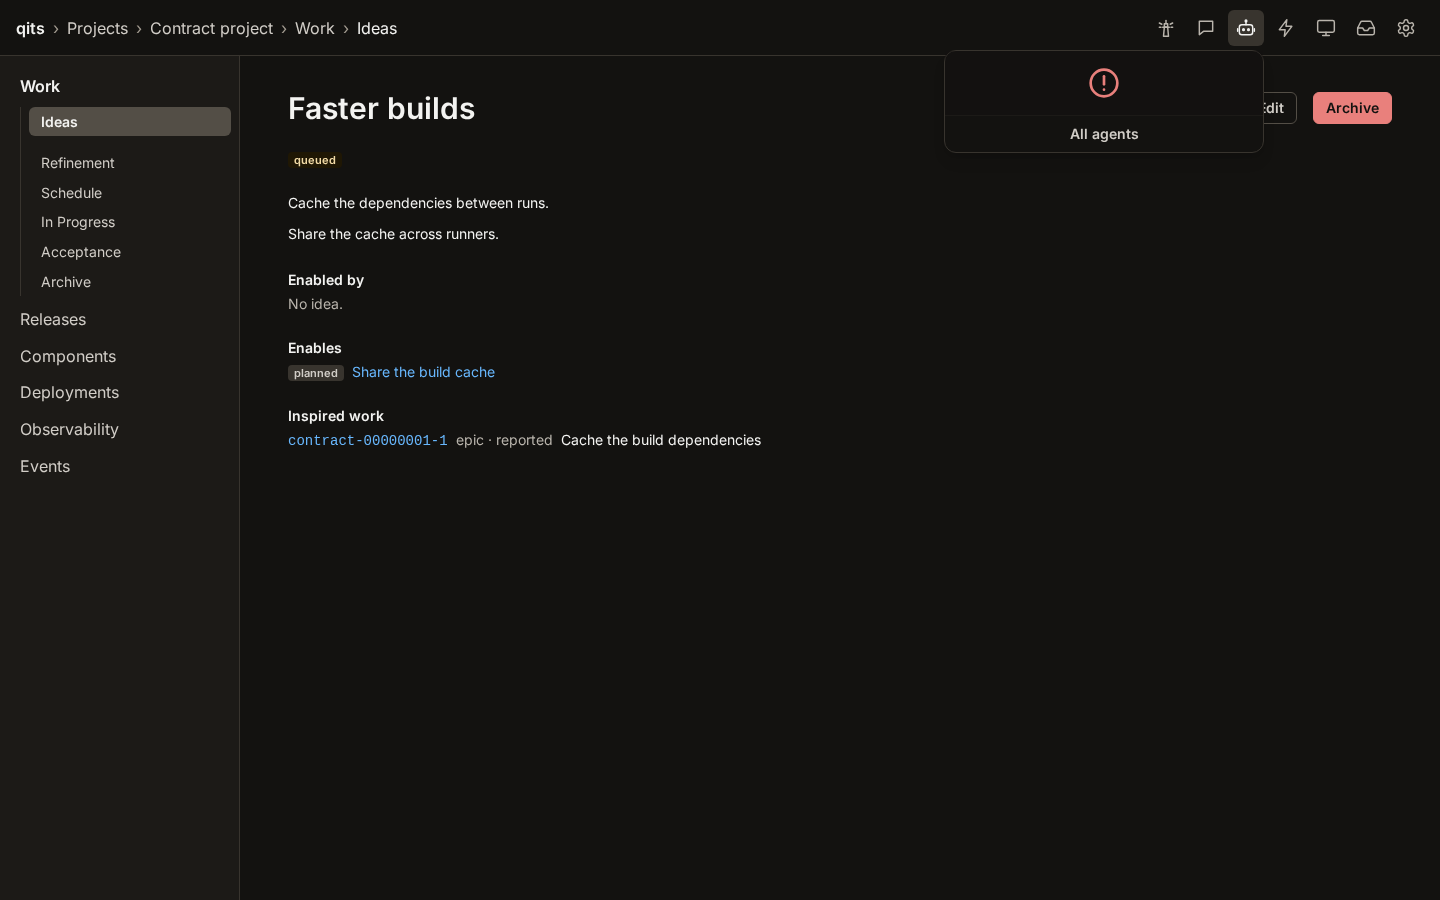 qits › Projects › Contract project › Work › Ideas
Work
Ideas
Refinement
Schedule
In Progress
Acceptance
Archive
Releases
Components
Deployments
Observability
Events
Faster builds
Edit
Archive
All agents
queued
Cache the dependencies between runs.
Share the cache across runners.
Enabled by
No idea.
Enables
planned Share the build cache
Inspired work
contract-00000001-1 epic · reported Cache the build dependencies